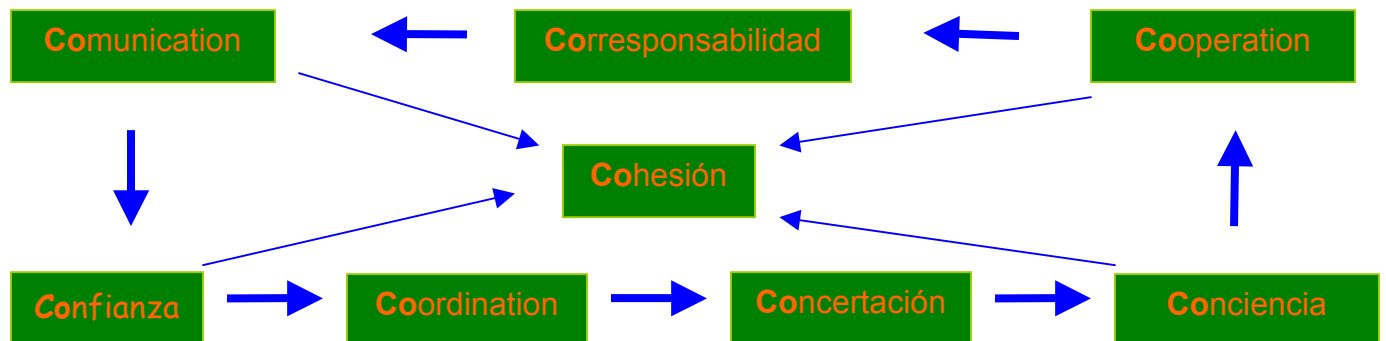 Comunication
Corresponsabilidad
Cooperation
Cohesión
Confianza
Coordination
Concertación
Conciencia